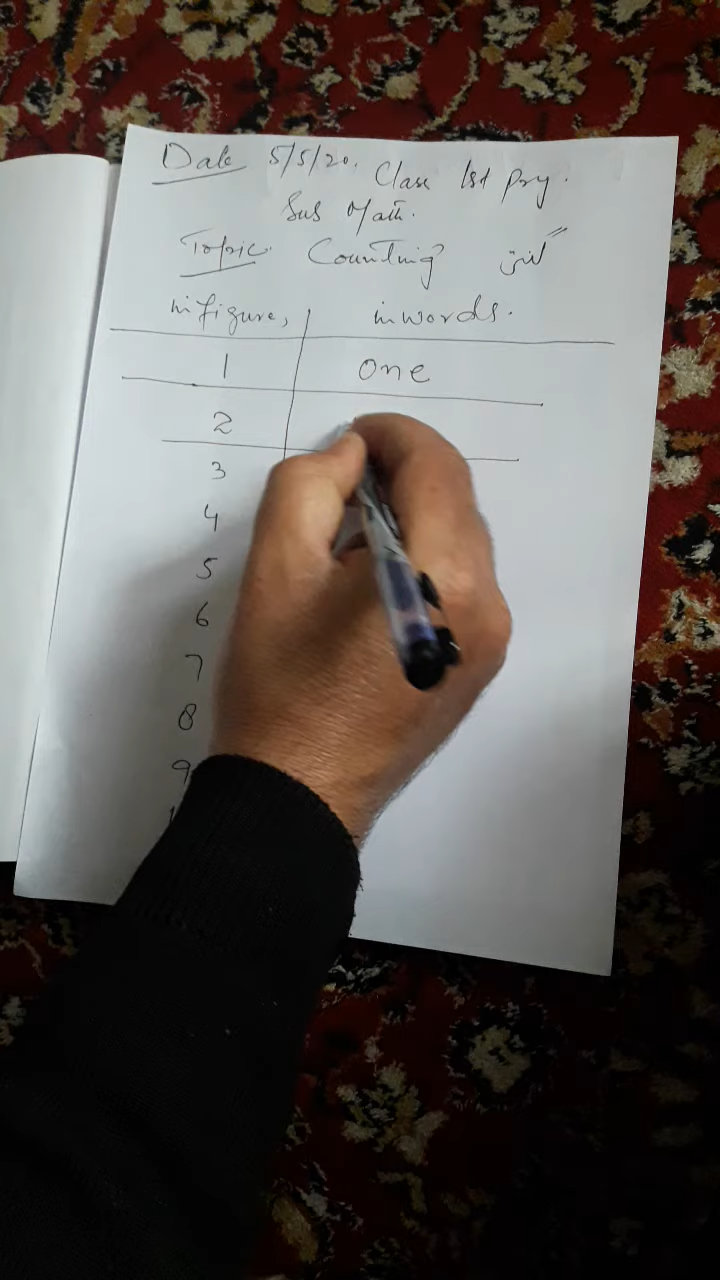 Date 5/5/20. Class 1st pry.
Sub Math.
Topic. Counting گنتی
in figure, in words.
1 one
2
3
4
5
6
7
8
9